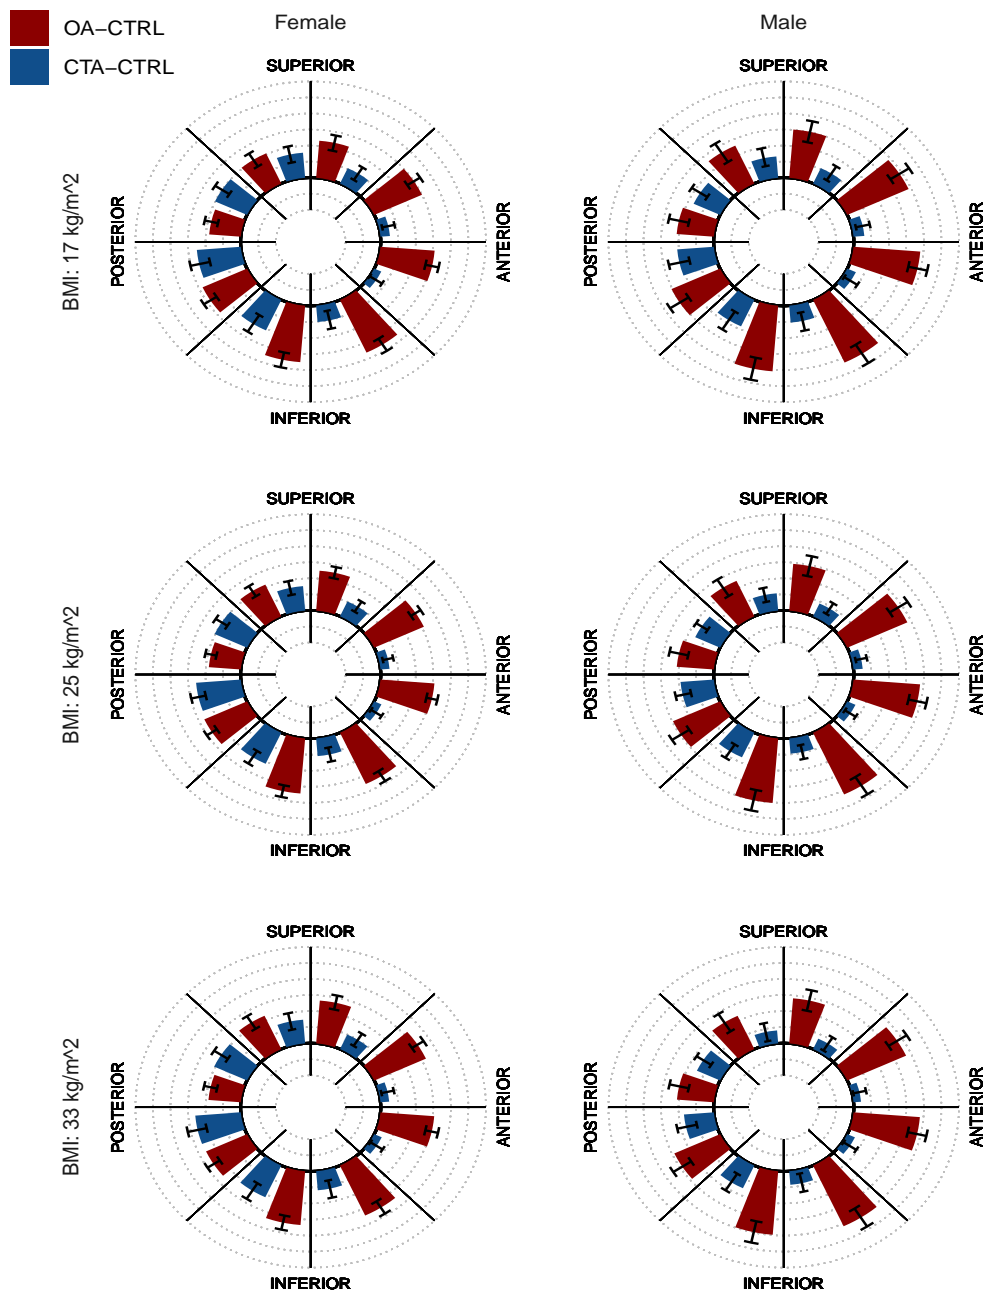 OA−CTRL
CTA−CTRL
Female
Male
BMI: 17 kg/m^2
SUPERIOR
POSTERIOR
ANTERIOR
INFERIOR
SUPERIOR
POSTERIOR
ANTERIOR
INFERIOR
BMI: 25 kg/m^2
SUPERIOR
POSTERIOR
ANTERIOR
INFERIOR
SUPERIOR
POSTERIOR
ANTERIOR
INFERIOR
BMI: 33 kg/m^2
SUPERIOR
POSTERIOR
ANTERIOR
INFERIOR
SUPERIOR
POSTERIOR
ANTERIOR
INFERIOR